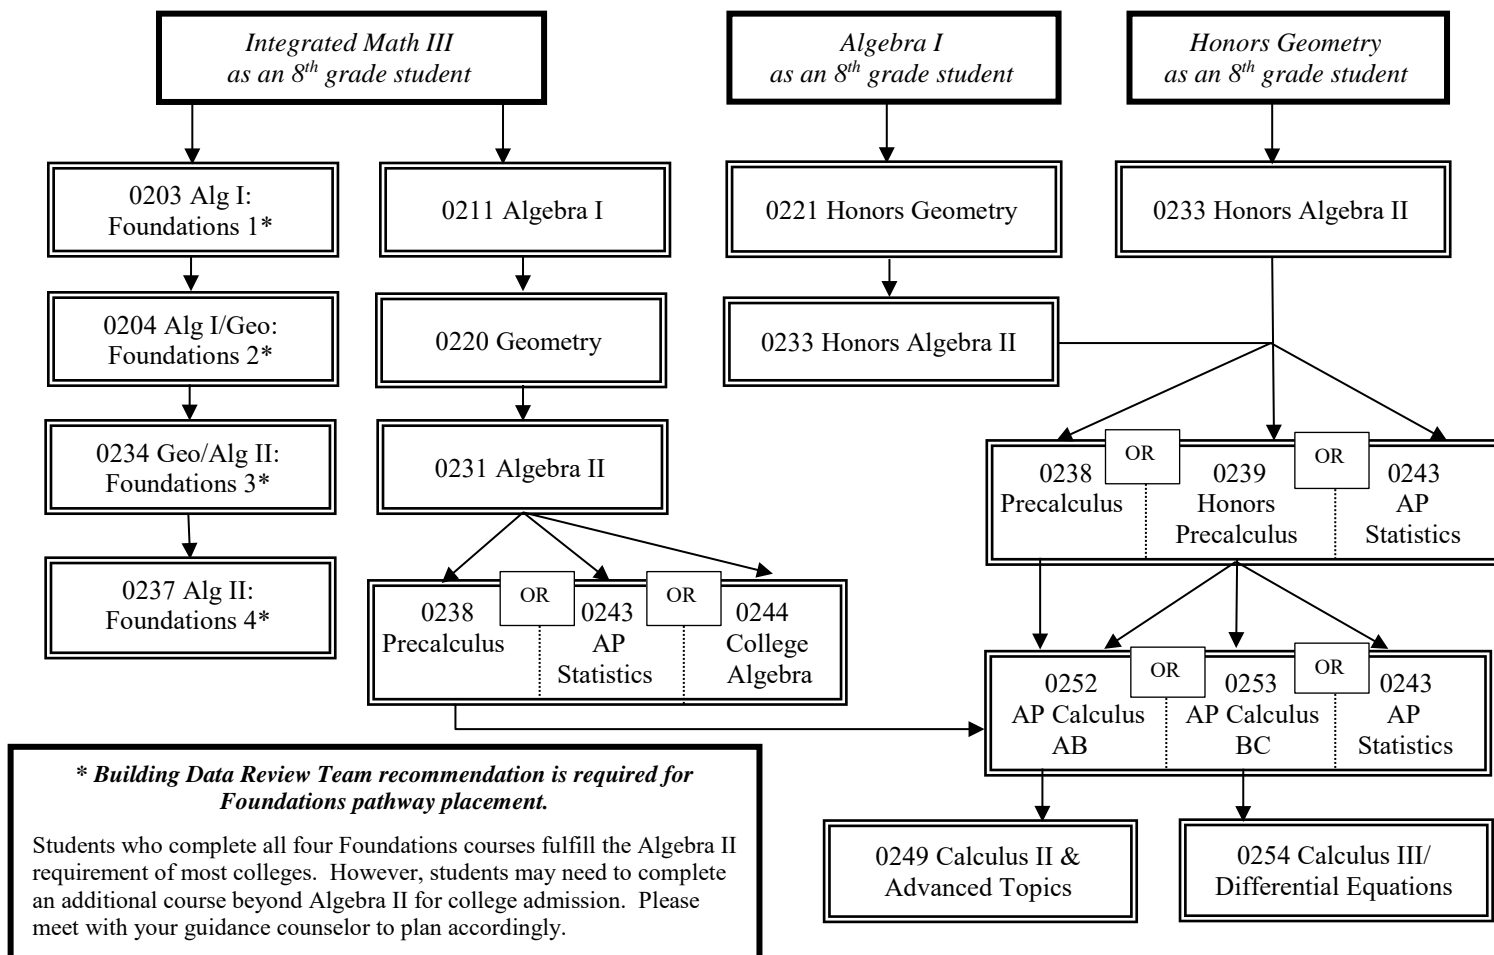 Integrated Math III
as an 8th grade student
Algebra I
as an 8th grade student
Honors Geometry
as an 8th grade student
0203 Alg I:
Foundations 1*
0211 Algebra I
0221 Honors Geometry
0233 Honors Algebra II
0204 Alg I/Geo:
Foundations 2*
0220 Geometry
0233 Honors Algebra II
0234 Geo/Alg II:
Foundations 3*
0231 Algebra II
0238
Precalculus
OR
0239
Honors
Precalculus
OR
0243
AP
Statistics
0237 Alg II:
Foundations 4*
0238
Precalculus
OR
0243
AP
Statistics
OR
0244
College
Algebra
0252
AP Calculus
AB
OR
0253
AP Calculus
BC
OR
0243
AP
Statistics
* Building Data Review Team recommendation is required for
Foundations pathway placement.
Students who complete all four Foundations courses fulfill the Algebra II
requirement of most colleges.  However, students may need to complete
an additional course beyond Algebra II for college admission.  Please
meet with your guidance counselor to plan accordingly.
0249 Calculus II &
Advanced Topics
0254 Calculus III/
Differential Equations